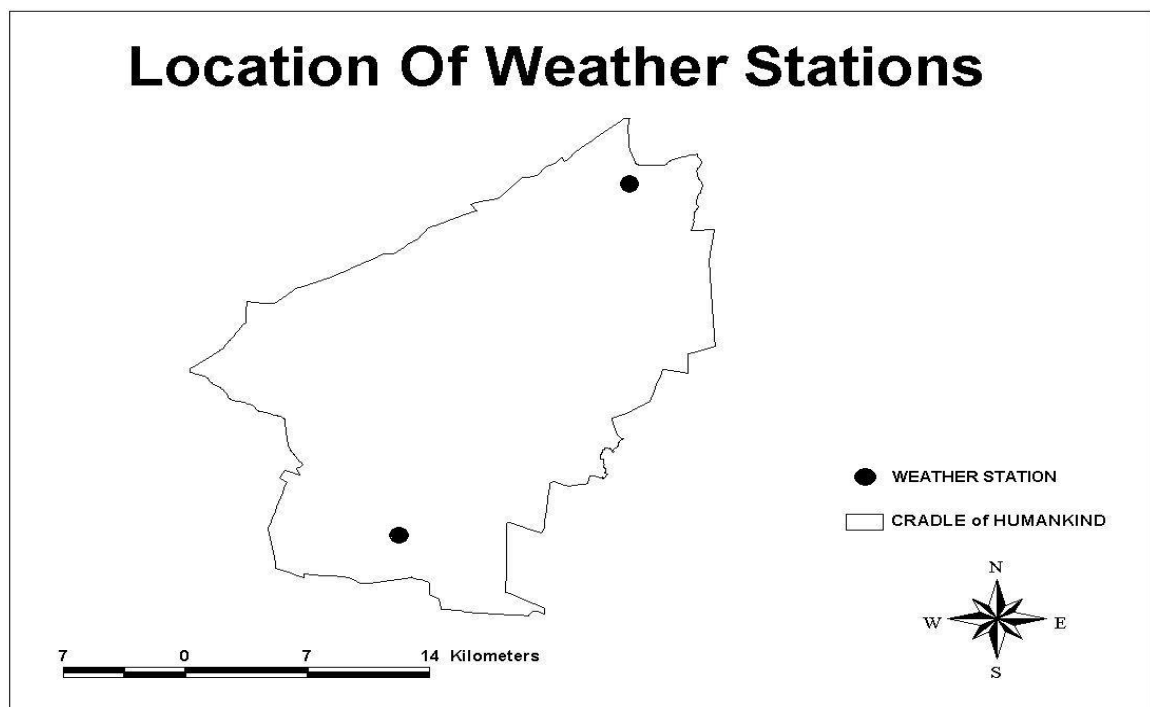 Location Of Weather Stations
WEATHER STATION
CRADLE of HUMANKIND
N
W E
S
7 0 7 14 Kilometers